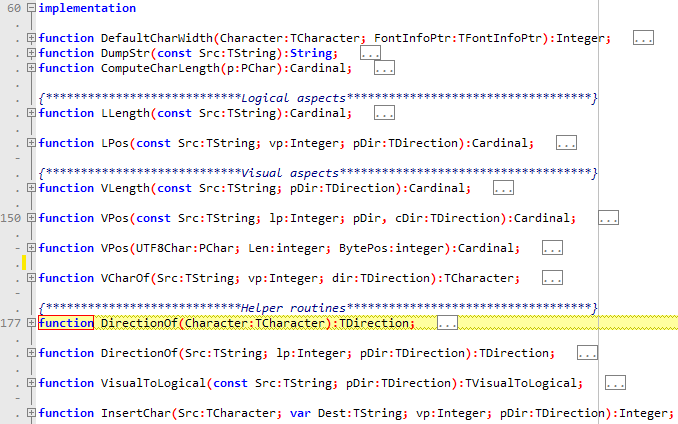 60 implementation
function DefaultCharWidth(Character:TCharacter; FontInfoPtr:TFontInfoPtr):Integer; ...
function DumpStr(const Src:TString):String; ...
function ComputeCharLength(p:PChar):Cardinal; ...
{****************************Logical aspects***********************************}
function LLength(const Src:TString):Cardinal; ...
function LPos(const Src:TString; vp:Integer; pDir:TDirection):Cardinal; ...
{****************************Visual aspects************************************}
function VLength(const Src:TString; pDir:TDirection):Cardinal; ...
150 function VPos(const Src:TString; lp:Integer; pDir, cDir:TDirection):Cardinal; ...
function VPos(UTF8Char:PChar; Len:integer; BytePos:integer):Cardinal; ...
function VCharOf(Src:TString; vp:Integer; dir:TDirection):TCharacter; ...
{****************************Helper routines***********************************}
177 function DirectionOf(Character:TCharacter):TDirection; ...
function DirectionOf(Src:TString; lp:Integer; pDir:TDirection):TDirection; ...
function VisualToLogical(const Src:TString; pDir:TDirection):TVisualToLogical; ...
function InsertChar(Src:TCharacter; var Dest:TString; vp:Integer; pDir:TDirection):Integer;